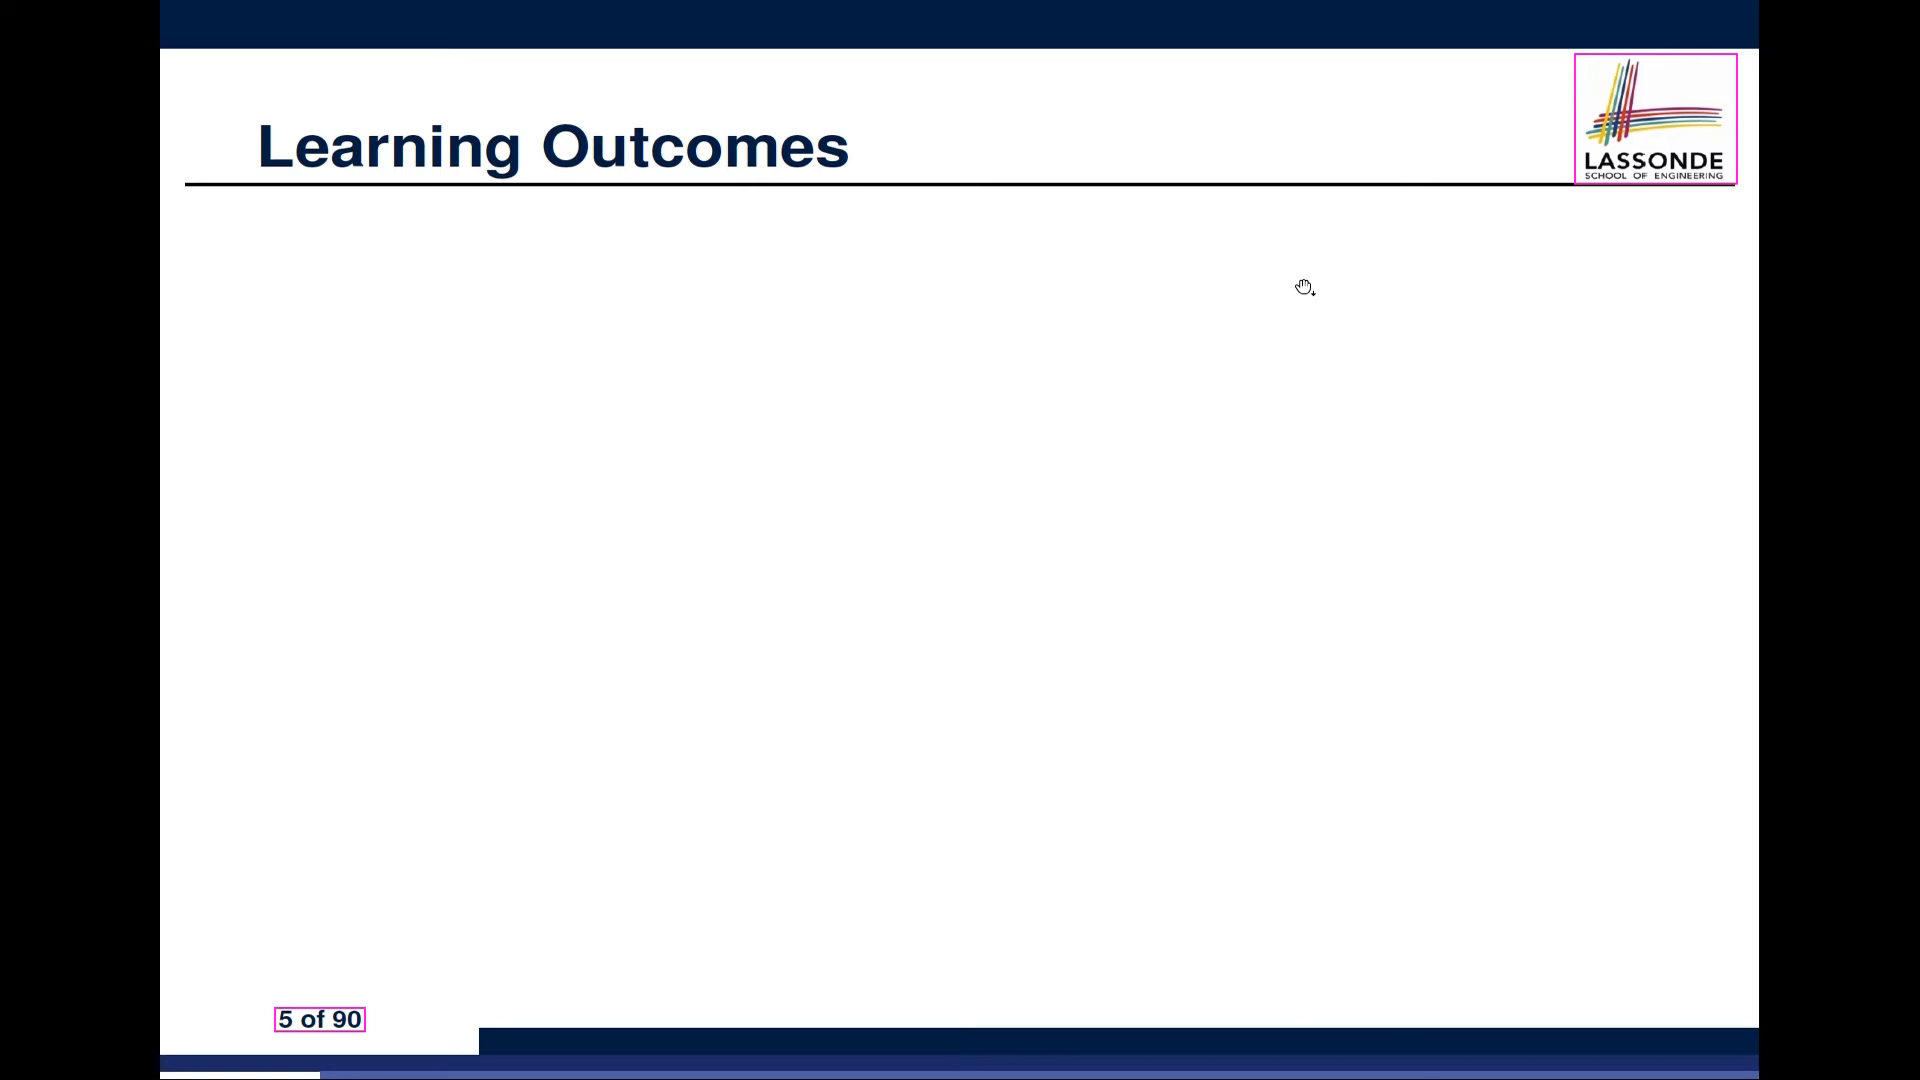 Learning Outcomes
LASSONDE
SCHOOL OF ENGINEERING
5 of 90